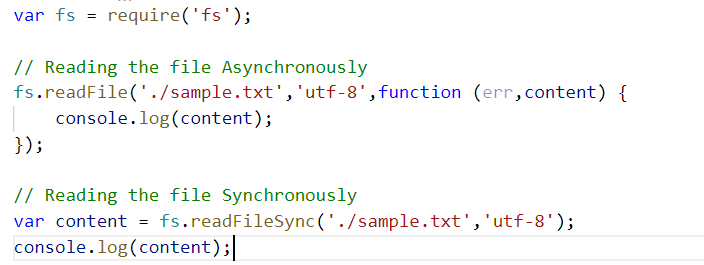 var fs = require('fs');
// Reading the file Asynchronously
fs.readFile('./sample.txt','utf-8',function (err,content) {
    console.log(content);
});
// Reading the file Synchronously
var content = fs.readFileSync('./sample.txt','utf-8');
console.log(content);